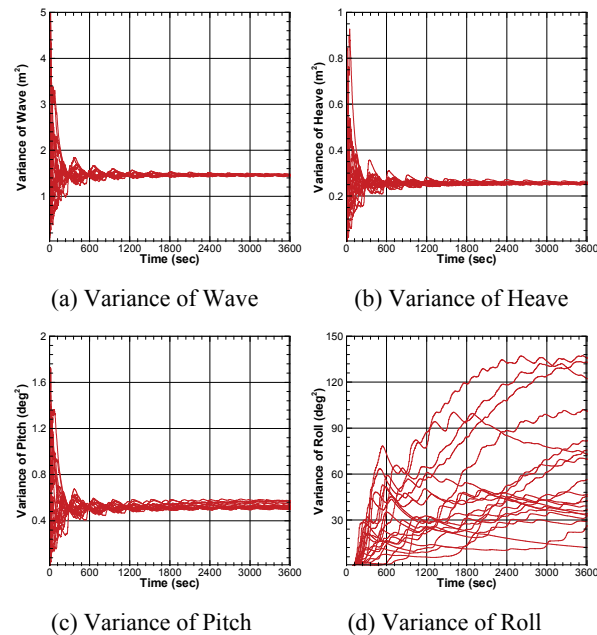 5
4
3
2
1
Variance of Wave (m²)
0 600 1200 1800 2400 3000 3600
Time (sec)
(a) Variance of Wave
1
0.8
0.6
0.4
0.2
Variance of Heave (m²)
0 600 1200 1800 2400 3000 3600
Time (sec)
(b) Variance of Heave
2
1.6
1.2
0.8
0.4
Variance of Pitch (deg²)
0 600 1200 1800 2400 3000 3600
Time (sec)
(c) Variance of Pitch
150
120
90
60
30
Variance of Roll (deg²)
0 600 1200 1800 2400 3000 3600
Time (sec)
(d) Variance of Roll